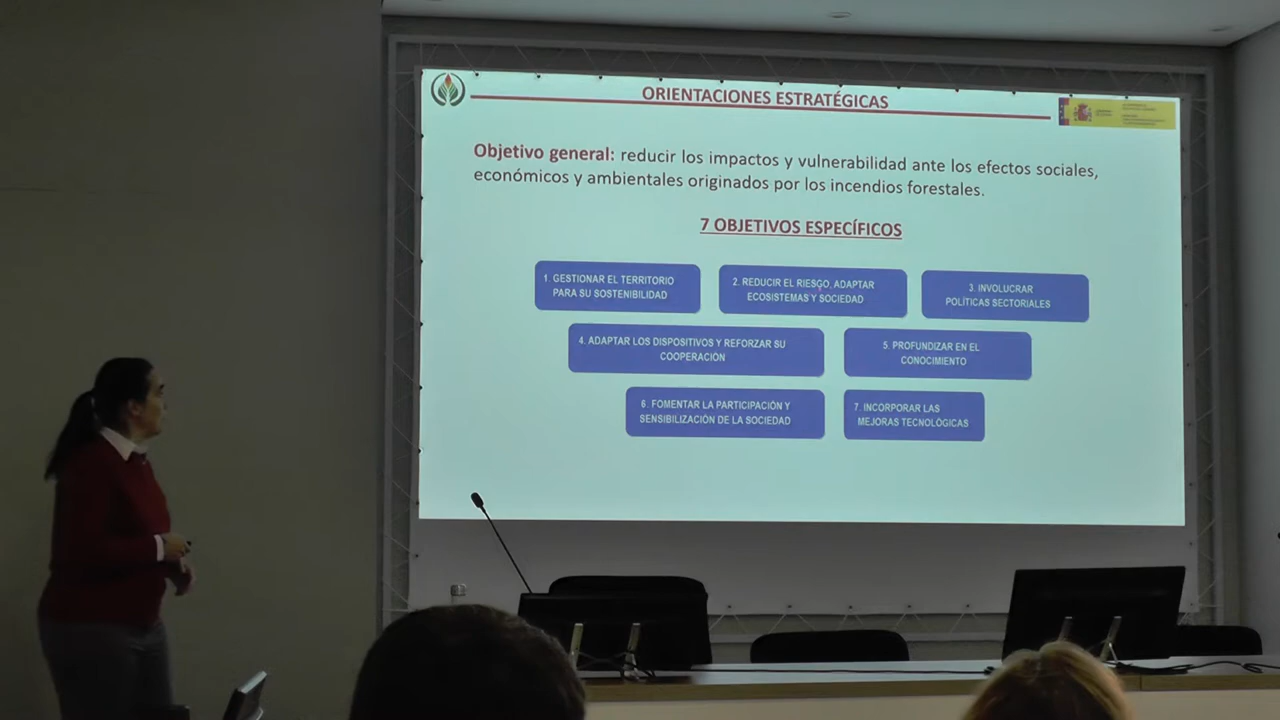 ORIENTACIONES ESTRATÉGICAS
Objetivo general: reducir los impactos y vulnerabilidad ante los efectos sociales,
económicos y ambientales originados por los incendios forestales.
7 OBJETIVOS ESPECÍFICOS
1. GESTIONAR EL TERRITORIO
PARA SU SOSTENIBILIDAD
2. REDUCIR EL RIESGO, ADAPTAR
ECOSISTEMAS Y SOCIEDAD
3. INVOLUCRAR
POLÍTICAS SECTORIALES
4. ADAPTAR LOS DISPOSITIVOS Y REFORZAR SU
COOPERACIÓN
5. PROFUNDIZAR EN EL
CONOCIMIENTO
6. FOMENTAR LA PARTICIPACIÓN Y
SENSIBILIZACIÓN DE LA SOCIEDAD
7. INCORPORAR LAS
MEJORAS TECNOLÓGICAS